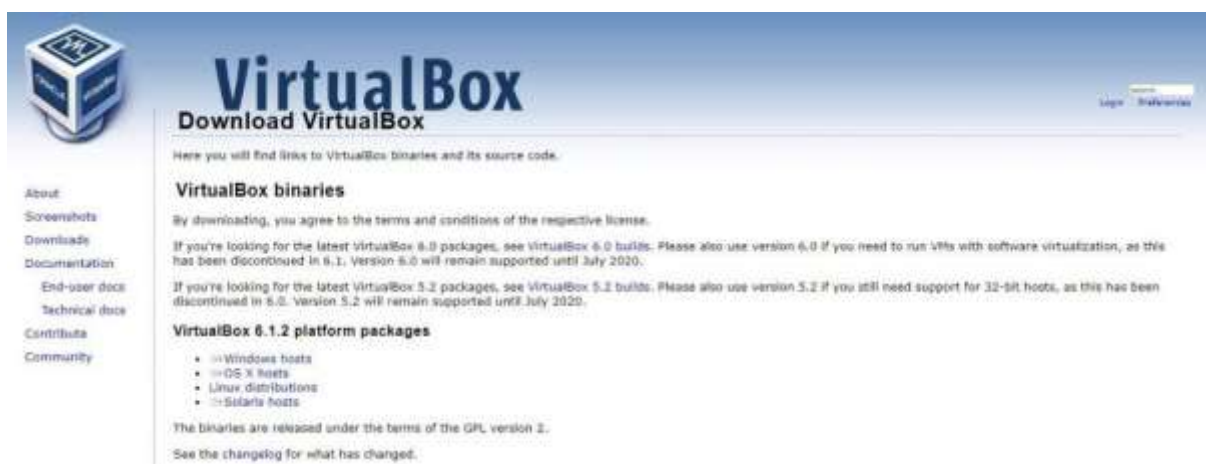 VirtualBox
search
Login Preferences
Download VirtualBox
Here you will find links to VirtualBox binaries and its source code.
About
Screenshots
Downloads
Documentation
End-user docs
Technical docs
Contribute
Community
VirtualBox binaries
By downloading, you agree to the terms and conditions of the respective license.
If you're looking for the latest VirtualBox 6.0 packages, see VirtualBox 6.0 builds. Please also use version 6.0 if you need to run VMs with software virtualization, as this
has been discontinued in 6.1. Version 6.0 will remain supported until July 2020.
If you're looking for the latest VirtualBox 5.2 packages, see VirtualBox 5.2 builds. Please also use version 5.2 if you still need support for 32-bit hosts, as this has been
discontinued in 6.0. Version 5.2 will remain supported until July 2020.
VirtualBox 6.1.2 platform packages
Windows hosts
OS X hosts
Linux distributions
Solaris hosts
The binaries are released under the terms of the GPL version 2.
See the changelog for what has changed.